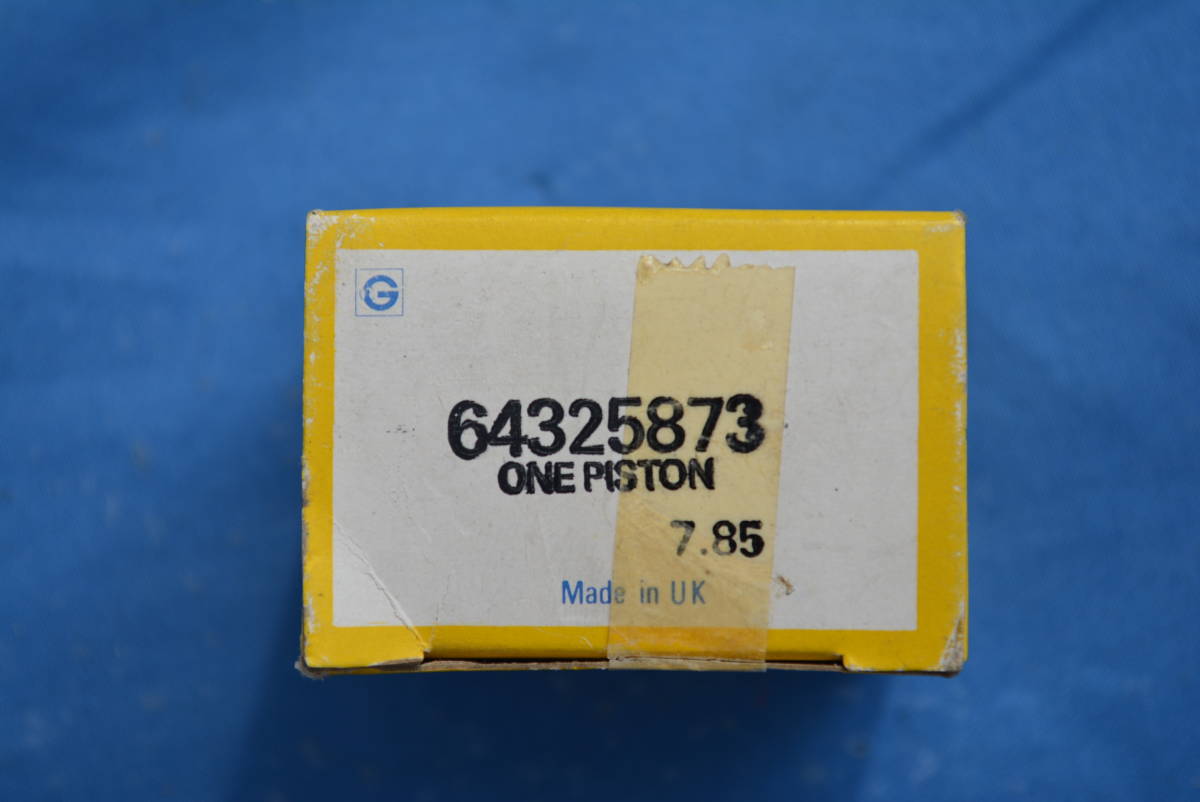 G
64325873
ONE PISTON
7.85
Made in UK